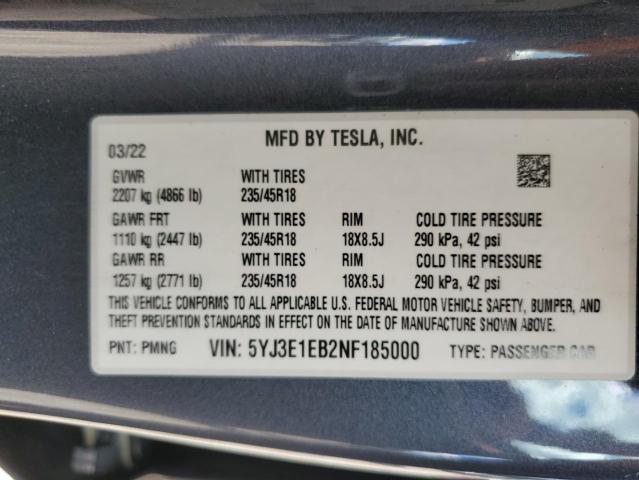 MFD BY TESLA, INC.
03/22
GVWR WITH TIRES
2207 kg (4866 lb) 235/45R18
GAWR FRT WITH TIRES RIM COLD TIRE PRESSURE
1110 kg (2447 lb) 235/45R18 18X8.5J 290 kPa, 42 psi
GAWR RR WITH TIRES RIM COLD TIRE PRESSURE
1257 kg (2771 lb) 235/45R18 18X8.5J 290 kPa, 42 psi
THIS VEHICLE CONFORMS TO ALL APPLICABLE U.S. FEDERAL MOTOR VEHICLE SAFETY, BUMPER, AND
THEFT PREVENTION STANDARDS IN EFFECT ON THE DATE OF MANUFACTURE SHOWN ABOVE.
PNT: PMNG VIN: 5YJ3E1EB2NF185000 TYPE: PASSENGER CAR